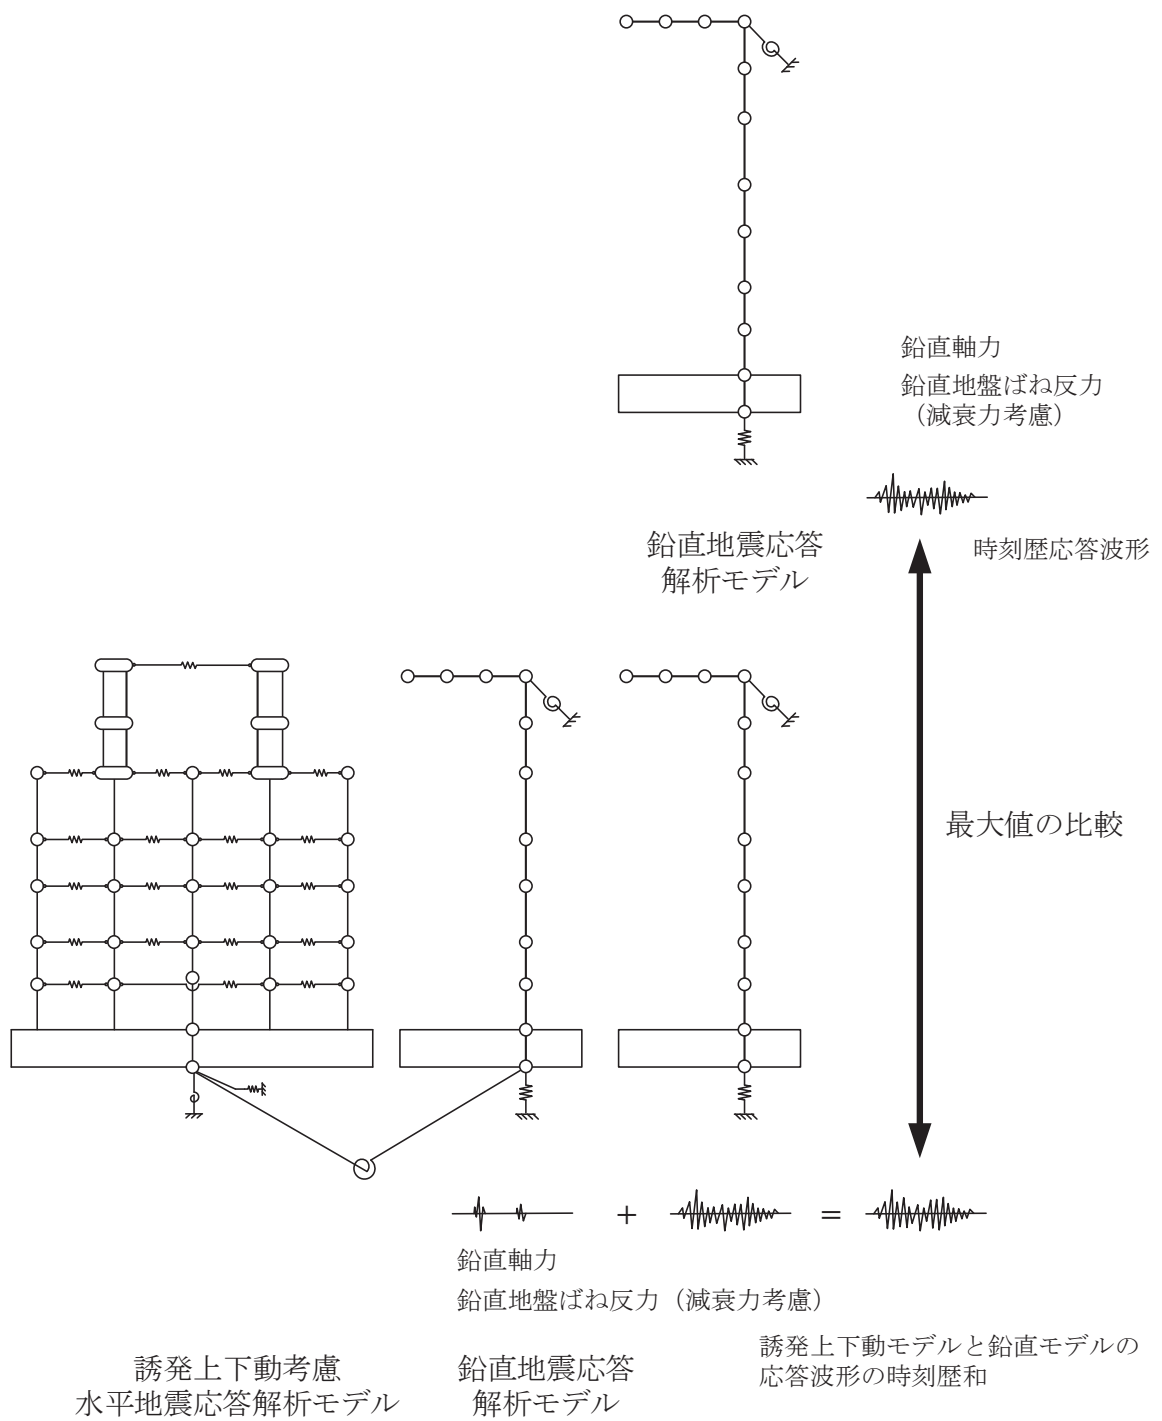 鉛直軸力
鉛直地盤ばね反力
（減衰力考慮）
鉛直地震応答
解析モデル
時刻歴応答波形
最大値の比較
+
=
鉛直軸力
鉛直地盤ばね反力（減衰力考慮）
誘発上下動モデルと鉛直モデルの
応答波形の時刻歴和
誘発上下動考慮
水平地震応答解析モデル
鉛直地震応答
解析モデル